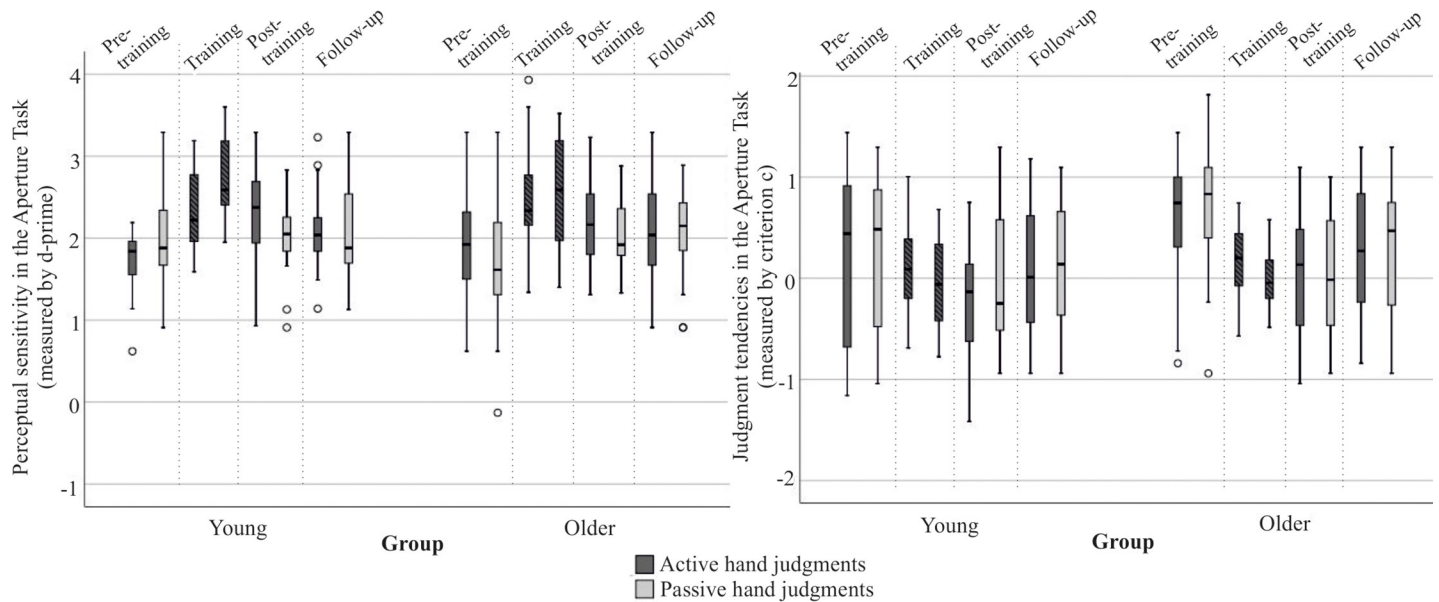 Pre-
training
Training
Post-
training
Follow-up
Pre-
training
Training
Post-
training
Follow-up
Perceptual sensitivity in the Aperture Task
(measured by d-prime)
4
3
2
1
0
-1
Young
Older
Group
Pre-
training
Training
Post-
training
Follow-up
Pre-
training
Training
Post-
training
Follow-up
Judgment tendencies in the Aperture Task
(measured by criterion c)
2
1
0
-1
-2
Young
Older
Group
Active hand judgments
Passive hand judgments